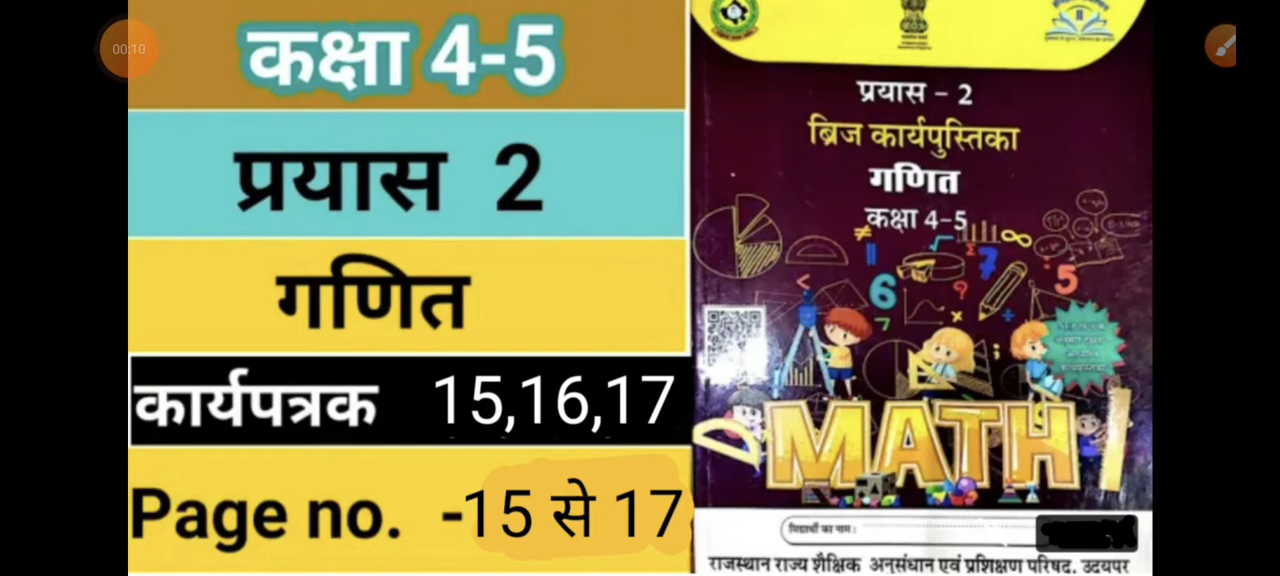 00:10
कक्षा 4-5
प्रयास 2
गणित
कार्यपत्रक 15,16,17
Page no. -15 से 17
प्रयास - 2
ब्रिज कार्यपुस्तिका
गणित
कक्षा 4-5
MATH
विद्यार्थी का नाम :
राजस्थान राज्य शैक्षिक अनुसंधान एवं प्रशिक्षण परिषद, उदयपुर